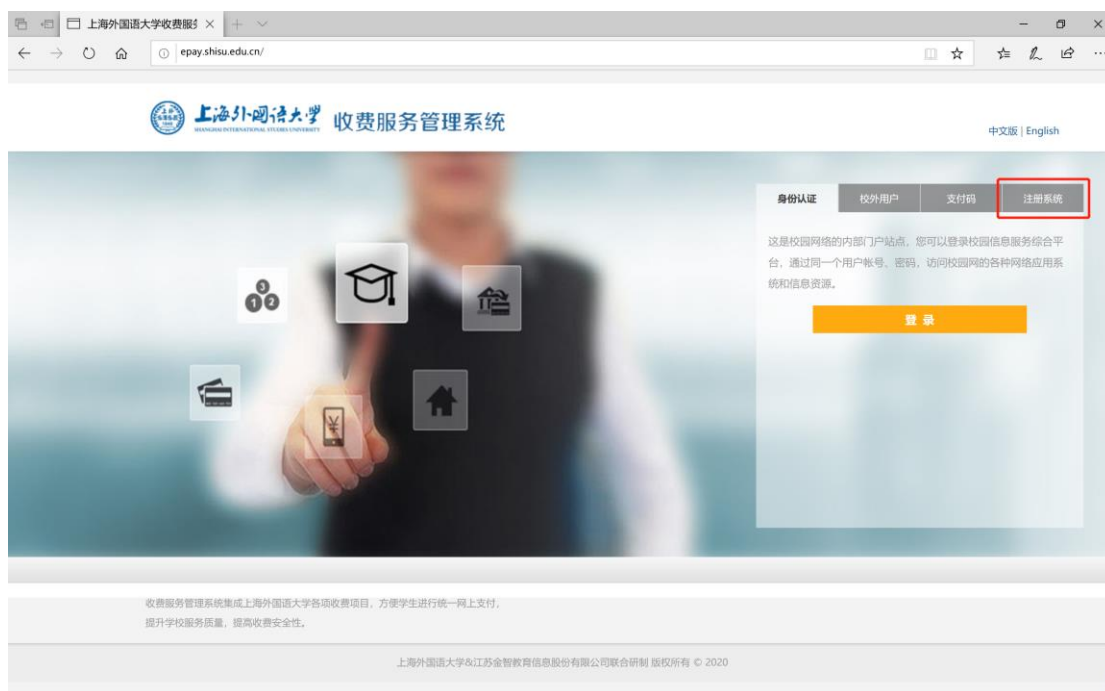 上海外国语大学收费服务
epay.shisu.edu.cn/
上海外国语大学
SHANGHAI INTERNATIONAL STUDIES UNIVERSITY
收费服务管理系统
中文版 | English
身份认证
校外用户
支付码
注册系统
这是校园网络的内部门户站点，您可以登录校园信息服务综合平
台，通过同一个用户帐号、密码，访问校园网的各种网络应用系
统和信息资源。
登 录
3
1 2
¥
收费服务管理系统集成上海外国语大学各项收费项目，方便学生进行统一网上支付，
提升学校服务质量，提高收费安全性。
上海外国语大学&江苏金智教育信息股份有限公司联合研制 版权所有 © 2020